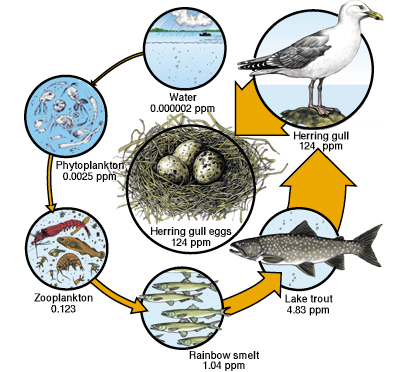 Water
0.000002 ppm
Phytoplankton
0.0025 ppm
Zooplankton
0.123
Rainbow smelt
1.04 ppm
Lake trout
4.83 ppm
Herring gull
124 ppm
Herring gull eggs
124 ppm